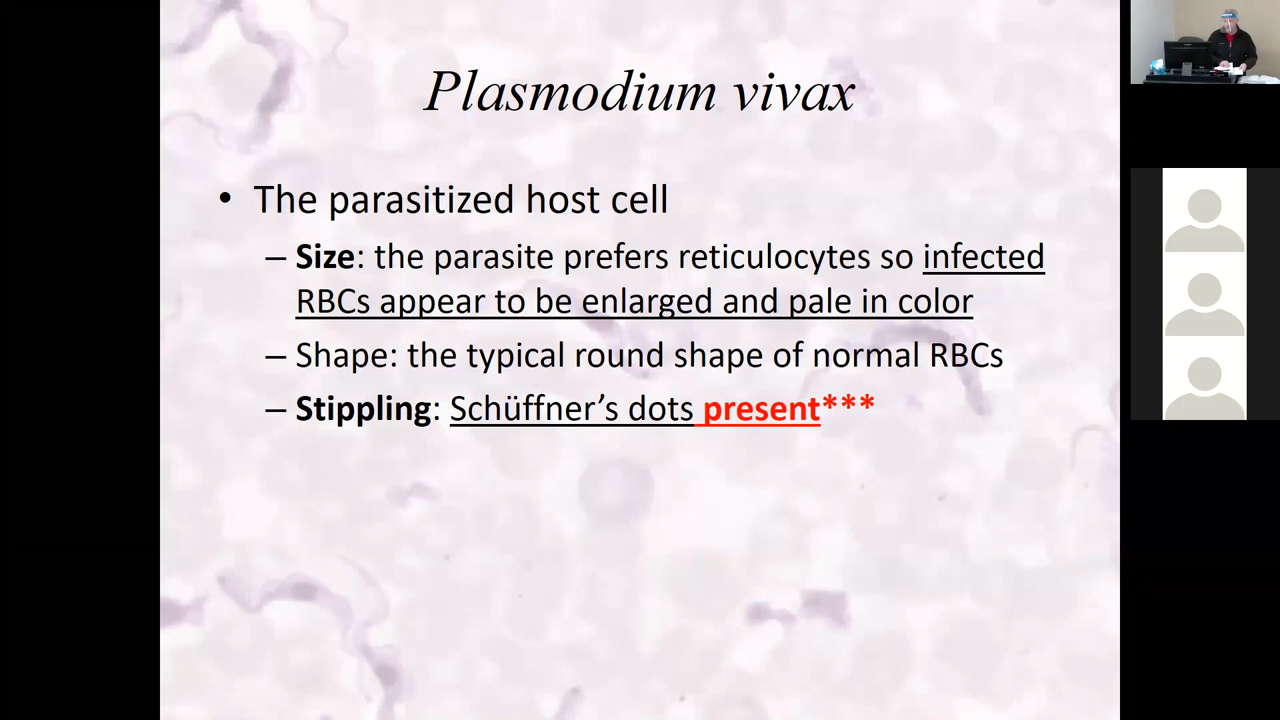 Plasmodium vivax
• The parasitized host cell
– Size: the parasite prefers reticulocytes so infected
RBCs appear to be enlarged and pale in color
– Shape: the typical round shape of normal RBCs
– Stippling: Schüffner’s dots present***